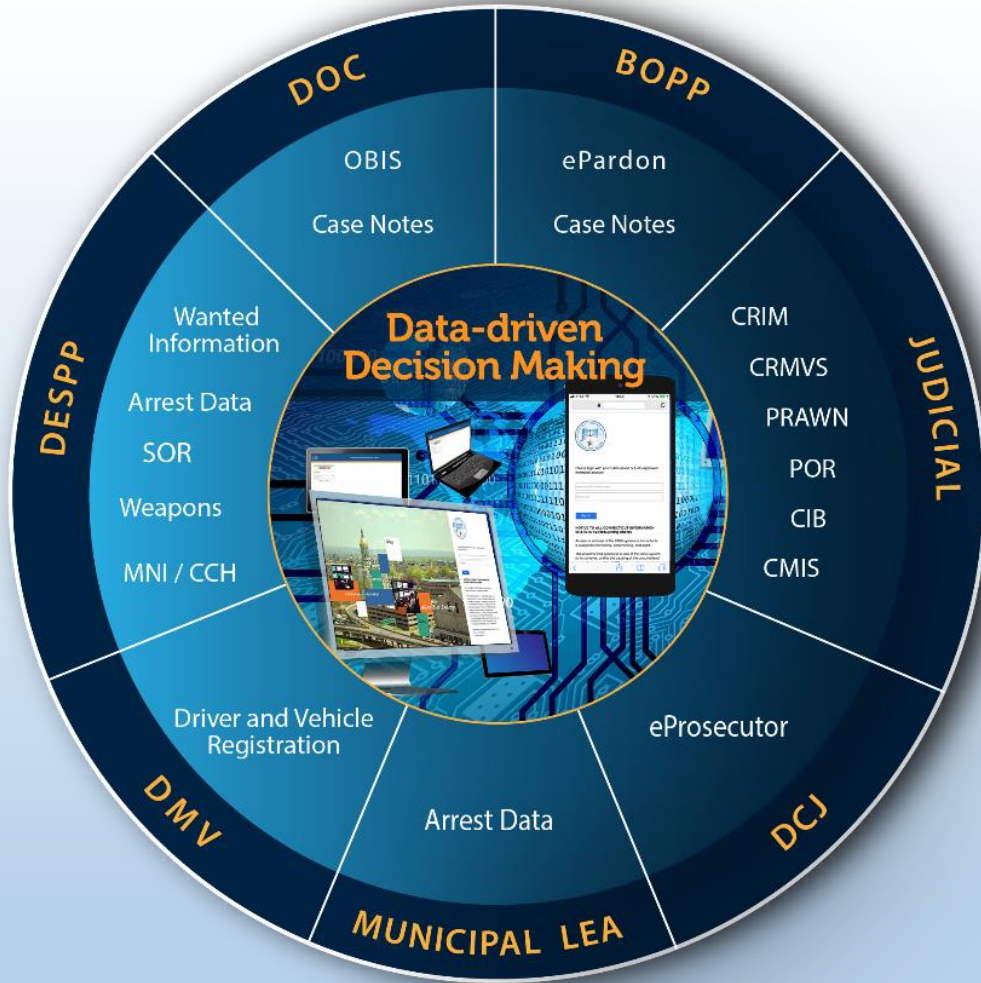 DOC
BOPP
JUDICIAL
DCJ
MUNICIPAL LEA
DMV
DESPP
OBIS
Case Notes
ePardon
Case Notes
CRIM
CRMVS
PRAWN
POR
CIB
CMIS
eProsecutor
Arrest Data
Driver and Vehicle
Registration
Wanted
Information
Arrest Data
SOR
Weapons
MNI / CCH
Data-driven
Decision Making